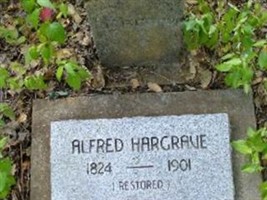 ALFRED HARGRAVE
1824 — 1901
(RESTORED)